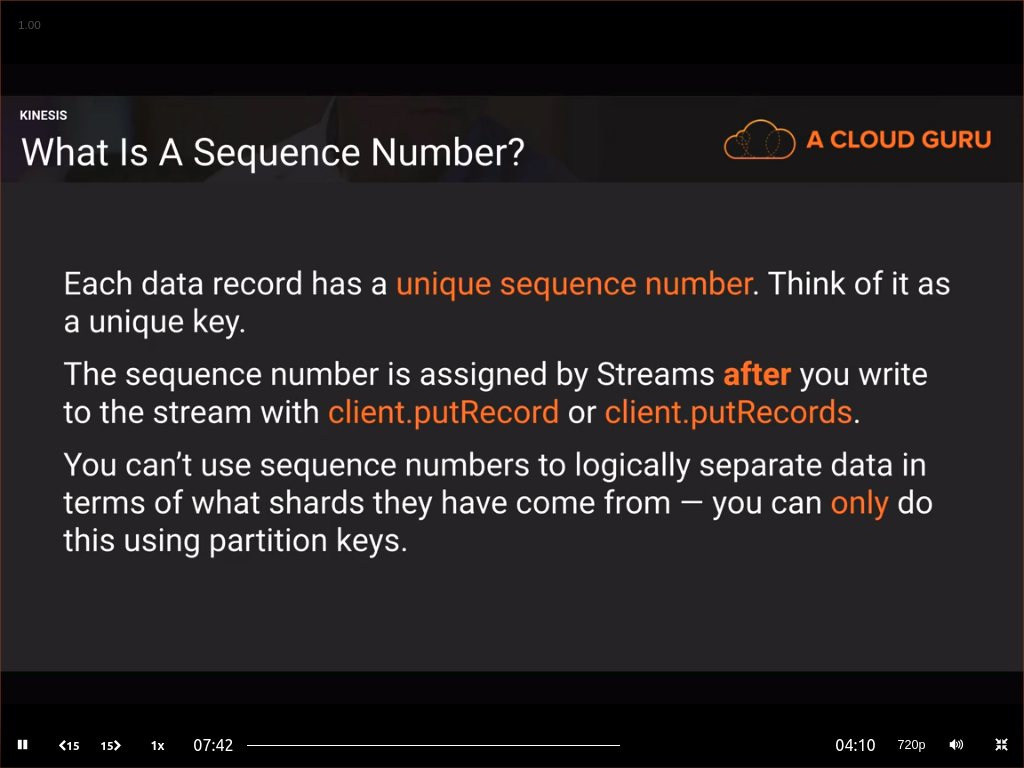 1.00
KINESIS
What Is A Sequence Number?
A CLOUD GURU
Each data record has a unique sequence number. Think of it as
a unique key.
The sequence number is assigned by Streams after you write
to the stream with client.putRecord or client.putRecords.
You can’t use sequence numbers to logically separate data in
terms of what shards they have come from — you can only do
this using partition keys.
15 15 1x 07:42 04:10 720p